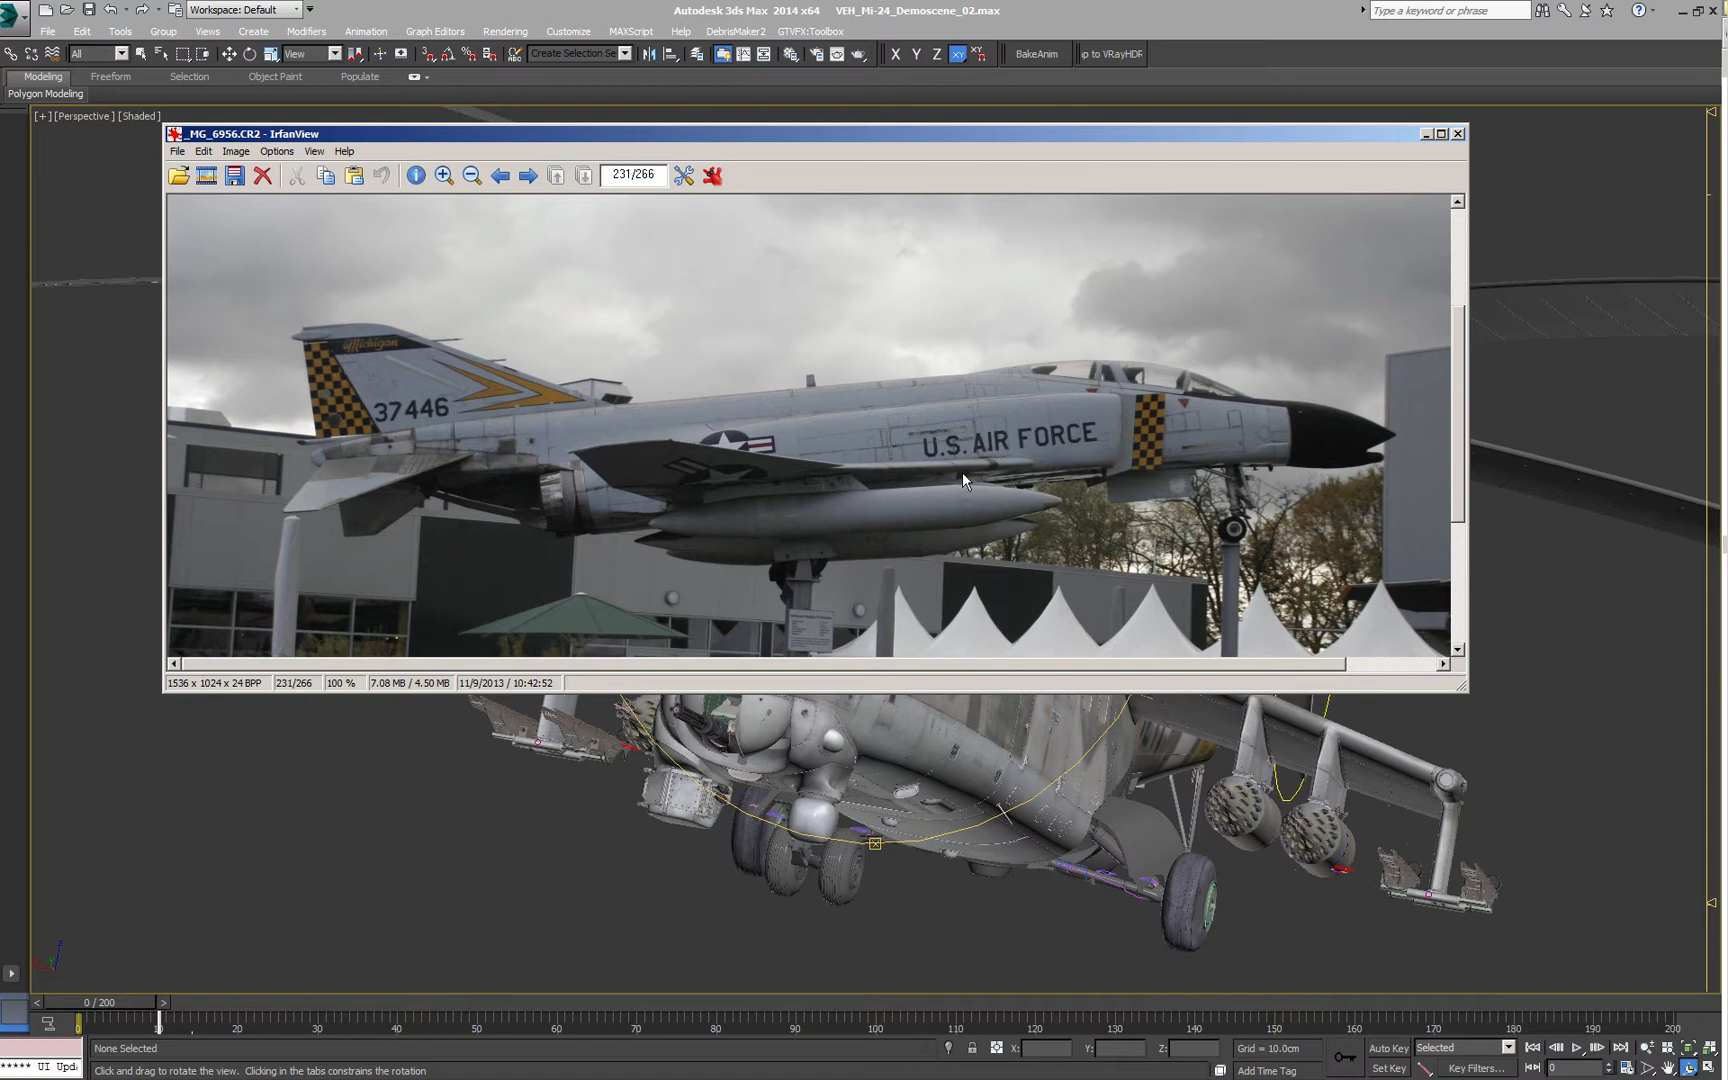 Workspace: Default
Autodesk 3ds Max 2014 x64 VEH_Mi-24_Demoscene_02.max
Type a keyword or phrase
File Edit Tools Group Views Create Modifiers Animation Graph Editors Rendering Customize MAXScript Help DebrisMaker2 GTVFX:Toolbox
All View Create Selection Se X Y Z XY BakeAnim p to VRayHDR
Modeling Freeform Selection Object Paint Populate
Polygon Modeling
[+] [Perspective] [Shaded]
_MG_6956.CR2 - IrfanView
File Edit Image Options View Help
231/266
Michigan
37446
U.S. AIR FORCE
1536 x 1024 x 24 BPP 231/266 100 % 7.08 MB / 4.50 MB 11/9/2013 / 10:42:52
z
< 0 / 200 >
0 10 20 30 40 50 60 70 80 90 100 110 120 130 140 150 160 170 180 190 200
None Selected X: Y: Z: Grid = 10.0cm Auto Key Selected
***** UI Upda Click and drag to rotate the view. Clicking in the tabs constrains the rotation Add Time Tag Set Key Key Filters... 0